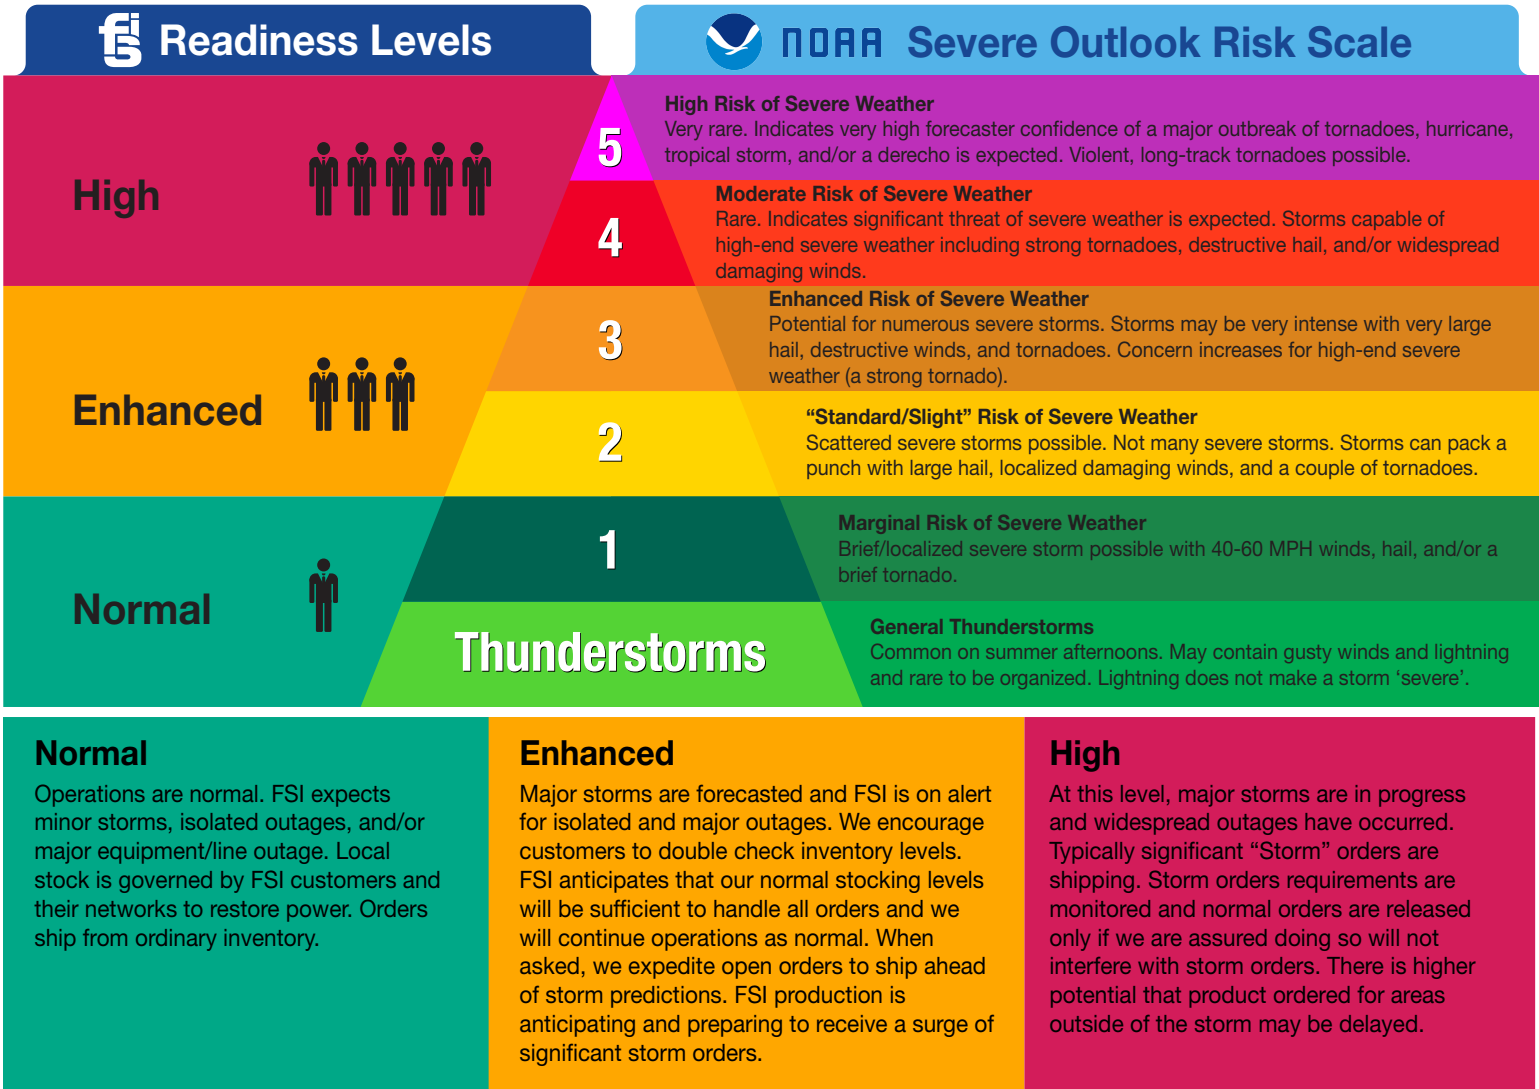 fsi Readiness Levels
NOAA Severe Outlook Risk Scale
High
Enhanced
Normal
5
4
3
2
1
Thunderstorms
High Risk of Severe Weather
Very rare. Indicates very high forecaster confidence of a major outbreak of tornadoes, hurricane,
tropical storm, and/or a derecho is expected. Violent, long-track tornadoes possible.
Moderate Risk of Severe Weather
Rare. Indicates significant threat of severe weather is expected. Storms capable of
high-end severe weather including strong tornadoes, destructive hail, and/or widespread
damaging winds.
Enhanced Risk of Severe Weather
Potential for numerous severe storms. Storms may be very intense with very large
hail, destructive winds, and tornadoes. Concern increases for high-end severe
weather (a strong tornado).
“Standard/Slight” Risk of Severe Weather
Scattered severe storms possible. Not many severe storms. Storms can pack a
punch with large hail, localized damaging winds, and a couple of tornadoes.
Marginal Risk of Severe Weather
Brief/localized severe storm possible with 40-60 MPH winds, hail, and/or a
brief tornado.
General Thunderstorms
Common on summer afternoons. May contain gusty winds and lightning
and rare to be organized. Lightning does not make a storm ‘severe’.
Normal
Operations are normal. FSI expects
minor storms, isolated outages, and/or
major equipment/line outage. Local
stock is governed by FSI customers and
their networks to restore power. Orders
ship from ordinary inventory.
Enhanced
Major storms are forecasted and FSI is on alert
for isolated and major outages. We encourage
customers to double check inventory levels.
FSI anticipates that our normal stocking levels
will be sufficient to handle all orders and we
will continue operations as normal. When
asked, we expedite open orders to ship ahead
of storm predictions. FSI production is
anticipating and preparing to receive a surge of
significant storm orders.
High
At this level, major storms are in progress
and widespread outages have occurred.
Typically significant “Storm” orders are
shipping. Storm orders requirements are
monitored and normal orders are released
only if we are assured doing so will not
interfere with storm orders. There is higher
potential that product ordered for areas
outside of the storm may be delayed.